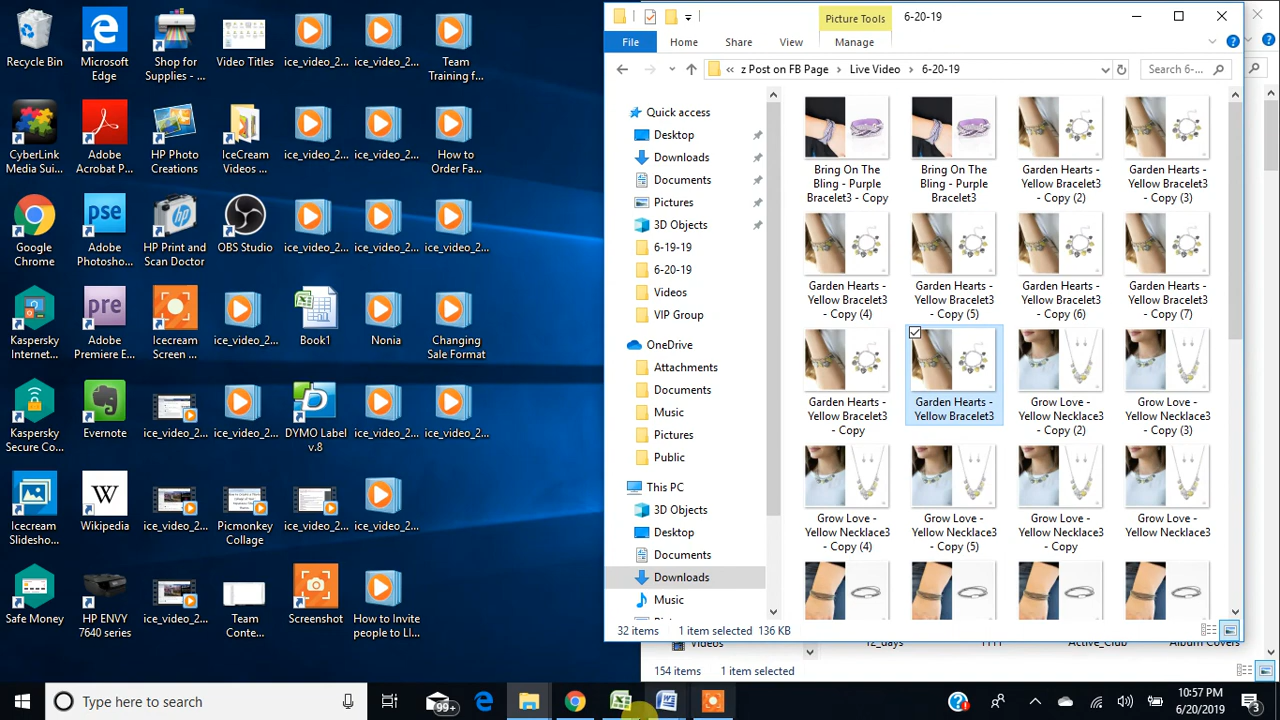 Recycle Bin
Microsoft
Edge
Shop for
Supplies - ...
Video Titles
ice_video_2...
ice_video_2...
Team
Training f...
CyberLink
Media Sui...
Adobe
Acrobat P...
HP Photo
Creations
IceCream
Videos ...
ice_video_2...
ice_video_2...
How to
Order Fa...
Google
Chrome
pse
Adobe
Photosho...
HP Print and
Scan Doctor
OBS Studio
ice_video_2...
ice_video_2...
ice_video_2...
Kaspersky
Internet...
pre
Adobe
Premiere E...
Icecream
Screen ...
ice_video_2...
Book1
Nonia
Changing
Sale Format
Kaspersky
Secure Co...
Evernote
ice_video_2...
ice_video_2...
DYMO Label
v.8
ice_video_2...
ice_video_2...
Icecream
Slidesho...
W
Wikipedia
ice_video_2...
Picmonkey
Collage
ice_video_2...
ice_video_2...
Safe Money
HP ENVY
7640 series
ice_video_2...
Team
Conte...
Screenshot
How to Invite
people to LI...
Picture Tools
6-20-19
File
Home
Share
View
Manage
« z Post on FB Page
Live Video
6-20-19
Search 6-...
Quick access
Desktop
Downloads
Documents
Pictures
3D Objects
6-19-19
6-20-19
Videos
VIP Group
OneDrive
Attachments
Documents
Music
Pictures
Public
This PC
3D Objects
Desktop
Documents
Downloads
Music
Bring On The
Bling - Purple
Bracelet3 - Copy
Bring On The
Bling - Purple
Bracelet3
Garden Hearts -
Yellow Bracelet3
- Copy (2)
Garden Hearts -
Yellow Bracelet3
- Copy (3)
Garden Hearts -
Yellow Bracelet3
- Copy (4)
Garden Hearts -
Yellow Bracelet3
- Copy (5)
Garden Hearts -
Yellow Bracelet3
- Copy (6)
Garden Hearts -
Yellow Bracelet3
- Copy (7)
Garden Hearts -
Yellow Bracelet3
- Copy
Garden Hearts -
Yellow Bracelet3
Grow Love -
Yellow Necklace3
- Copy (2)
Grow Love -
Yellow Necklace3
- Copy (3)
Grow Love -
Yellow Necklace3
- Copy (4)
Grow Love -
Yellow Necklace3
- Copy (5)
Grow Love -
Yellow Necklace3
- Copy
Grow Love -
Yellow Necklace3
32 items
1 item selected 136 KB
Videos
12_days
1111
Active_Club
Album Covers
154 items
1 item selected
Type here to search
99+
10:57 PM
6/20/2019
3